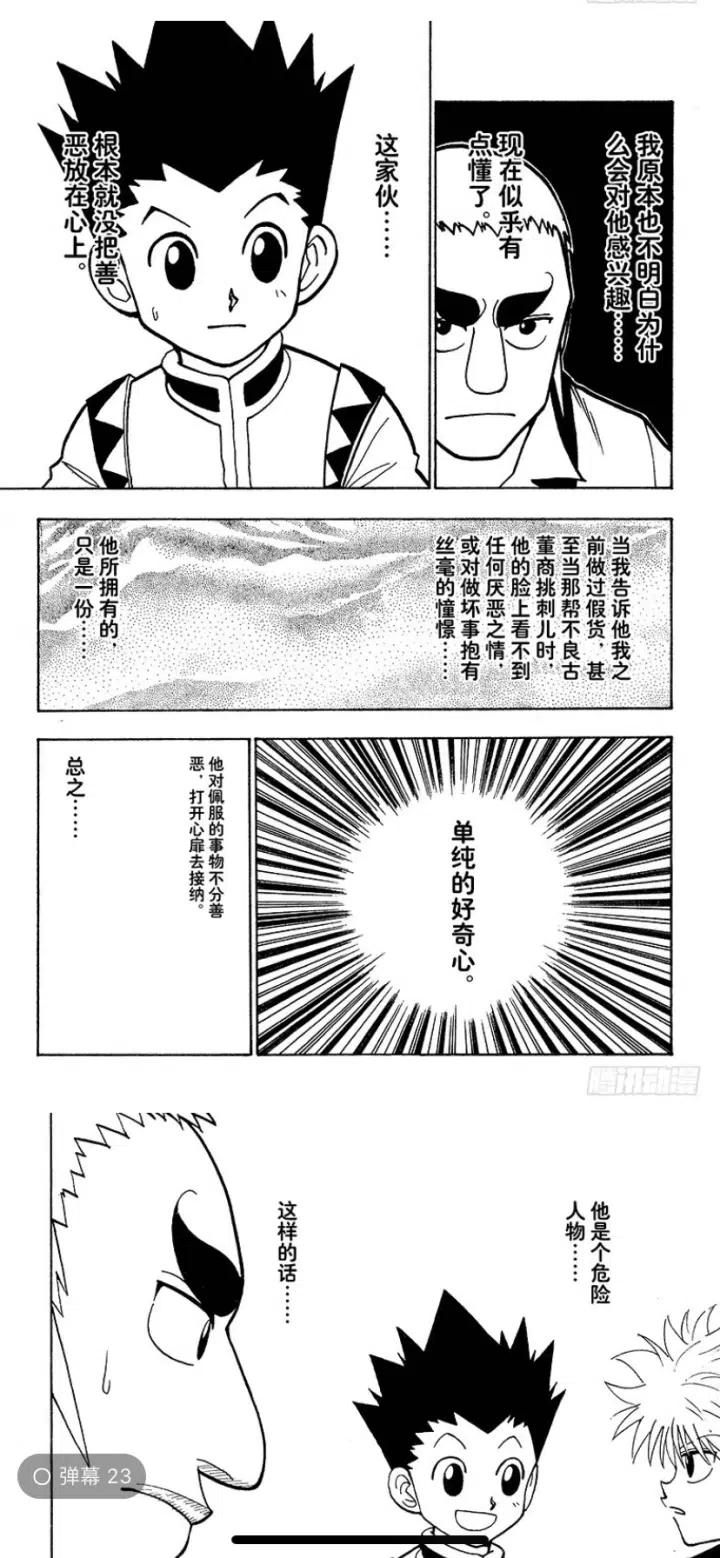 我原本也不明白为什
么会对他感兴趣……
现在似乎有
点懂了。
这家伙……
根本就没把善
恶放在心上。
当我告诉他我之
前做过假货，甚
至当那帮不良古
董商挑刺儿时，
他的脸上看不到
任何厌恶之情，
或对做坏事抱有
丝毫的憧憬……
他所拥有的，
只是一份……
单纯的好奇心。
他对佩服的事物不分善
恶，打开心扉去接纳。
总之……
腾讯动漫
他是个危险
人物……
这样的话……
弹幕 23